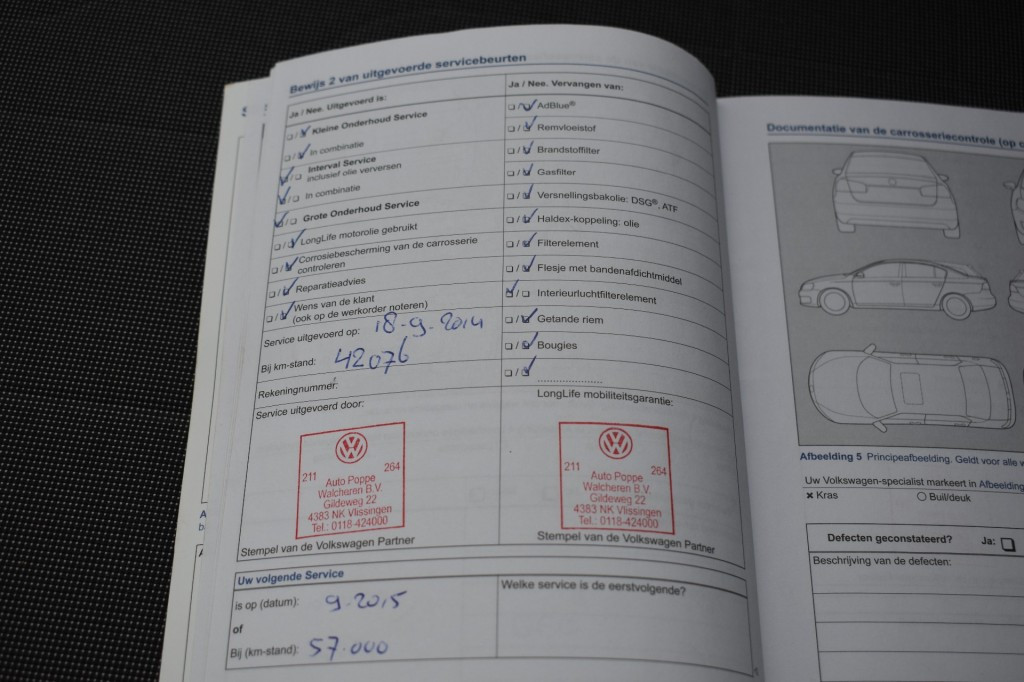 Bewijs 2 van uitgevoerde servicebeurten
Ja / Nee. Uitgevoerd is:
Kleine Onderhoud Service
In combinatie
Interval Service
inclusief olie verversen
In combinatie
Grote Onderhoud Service
LongLife motorolie gebruikt
Corrosiebescherming van de carrosserie
controleren
Reparatieadvies
Wens van de klant
(ook op de werkorder noteren)
Service uitgevoerd op: 18-9-2014
Bij km-stand: 42076
Rekeningnummer:
Service uitgevoerd door:
211 264
Auto Poppe
Walcheren B.V.
Gildeweg 22
4383 NK Vlissingen
Tel.: 0118-424000
Stempel van de Volkswagen Partner
Ja / Nee. Vervangen van:
AdBlue®
Remvloeistof
Brandstoffilter
Gasfilter
Versnellingsbakolie: DSG®, ATF
Haldex-koppeling: olie
Filterelement
Flesje met bandenafdichtmiddel
Interieurluchtfilterelement
Getande riem
Bougies
LongLife mobiliteitsgarantie:
211 264
Auto Poppe
Walcheren B.V.
Gildeweg 22
4383 NK Vlissingen
Tel.: 0118-424000
Stempel van de Volkswagen Partner
Uw volgende Service
is op (datum): 9-2015
of
Bij (km-stand): 57.000
Welke service is de eerstvolgende?
Documentatie van de carrosseriecontrole (op
Afbeelding 5 Principeafbeelding. Geldt voor alle
Uw Volkswagen-specialist markeert in Afbeelding
× Kras
Buil/deuk
Defecten geconstateerd? Ja:
Beschrijving van de defecten: